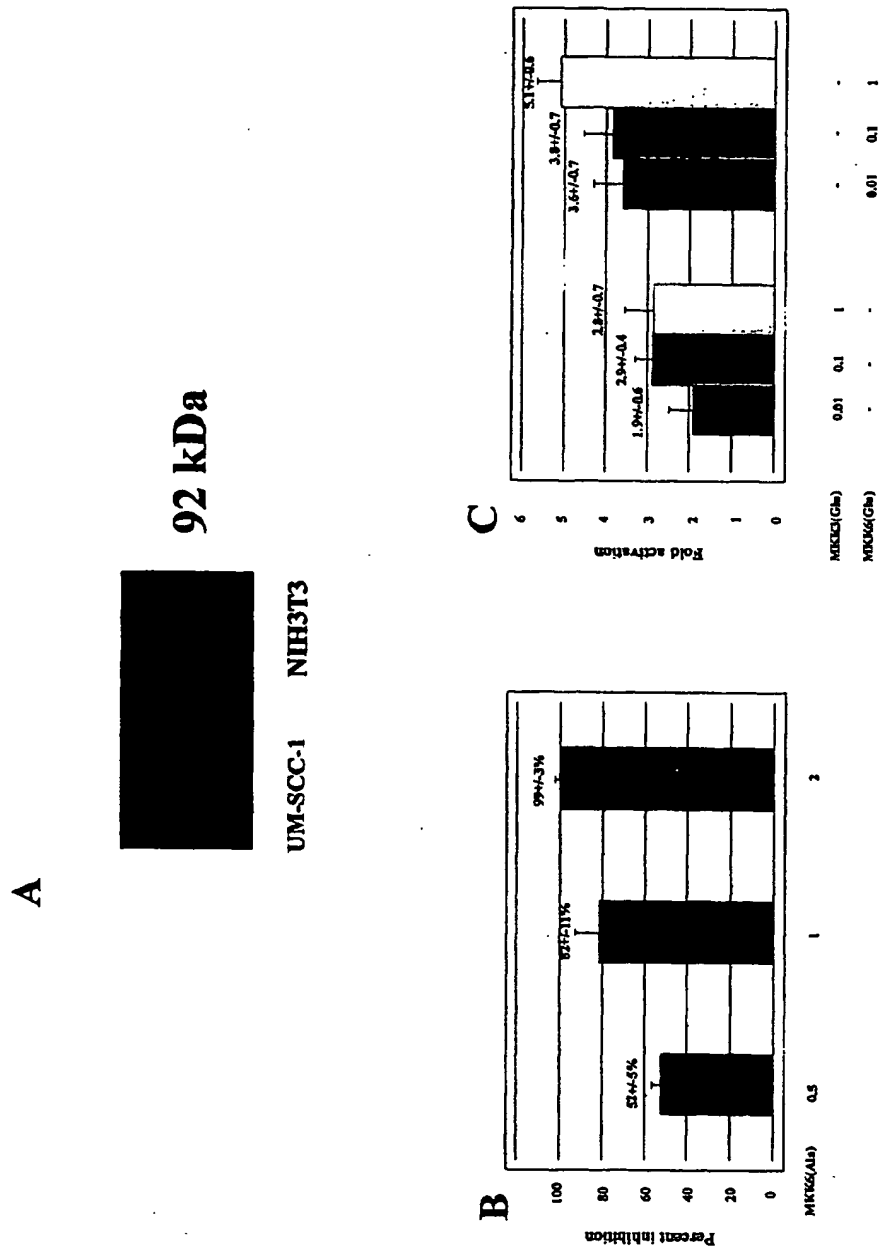 A
92 kDa
UM-SCC-1 NIH3T3
B
Percent inhibition
100
80
60
40
20
0
52+/-5%
82+/-11%
99+/-3%
MKK6(Ala) 0.5 1 2
C
Fold activation
6
5
4
3
2
1
0
1.9+/-0.6
2.9+/-0.4
2.8+/-0.7
3.6+/-0.7
3.8+/-0.7
5.1+/-0.6
MKK3(Glu) 0.01 0.1 1 - - -
MKK6(Glu) - - - 0.01 0.1 1